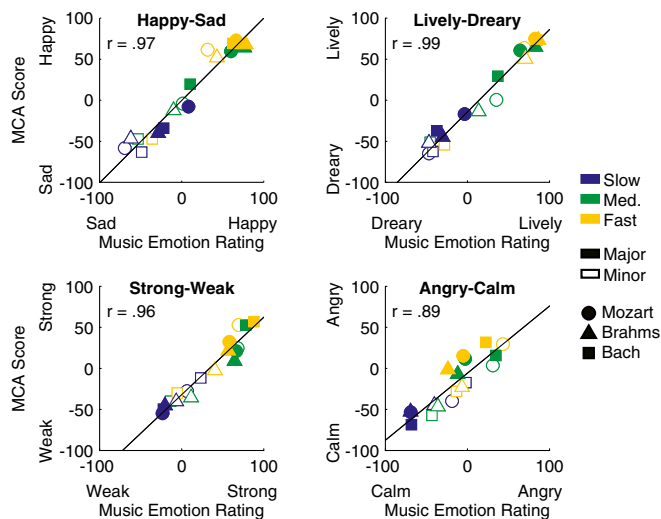 Happy-Sad
r = .97
MCA Score
Happy
Sad
100
50
0
-50
-100
-100
0
100
Sad
Happy
Music Emotion Rating
Lively-Dreary
r = .99
Lively
Dreary
100
50
0
-50
-100
-100
0
100
Dreary
Lively
Music Emotion Rating
Slow
Med.
Fast
Major
Minor
Mozart
Brahms
Bach
Strong-Weak
r = .96
MCA Score
Strong
Weak
100
50
0
-50
-100
-100
0
100
Weak
Strong
Music Emotion Rating
Angry-Calm
r = .89
Angry
Calm
100
50
0
-50
-100
-100
0
100
Calm
Angry
Music Emotion Rating